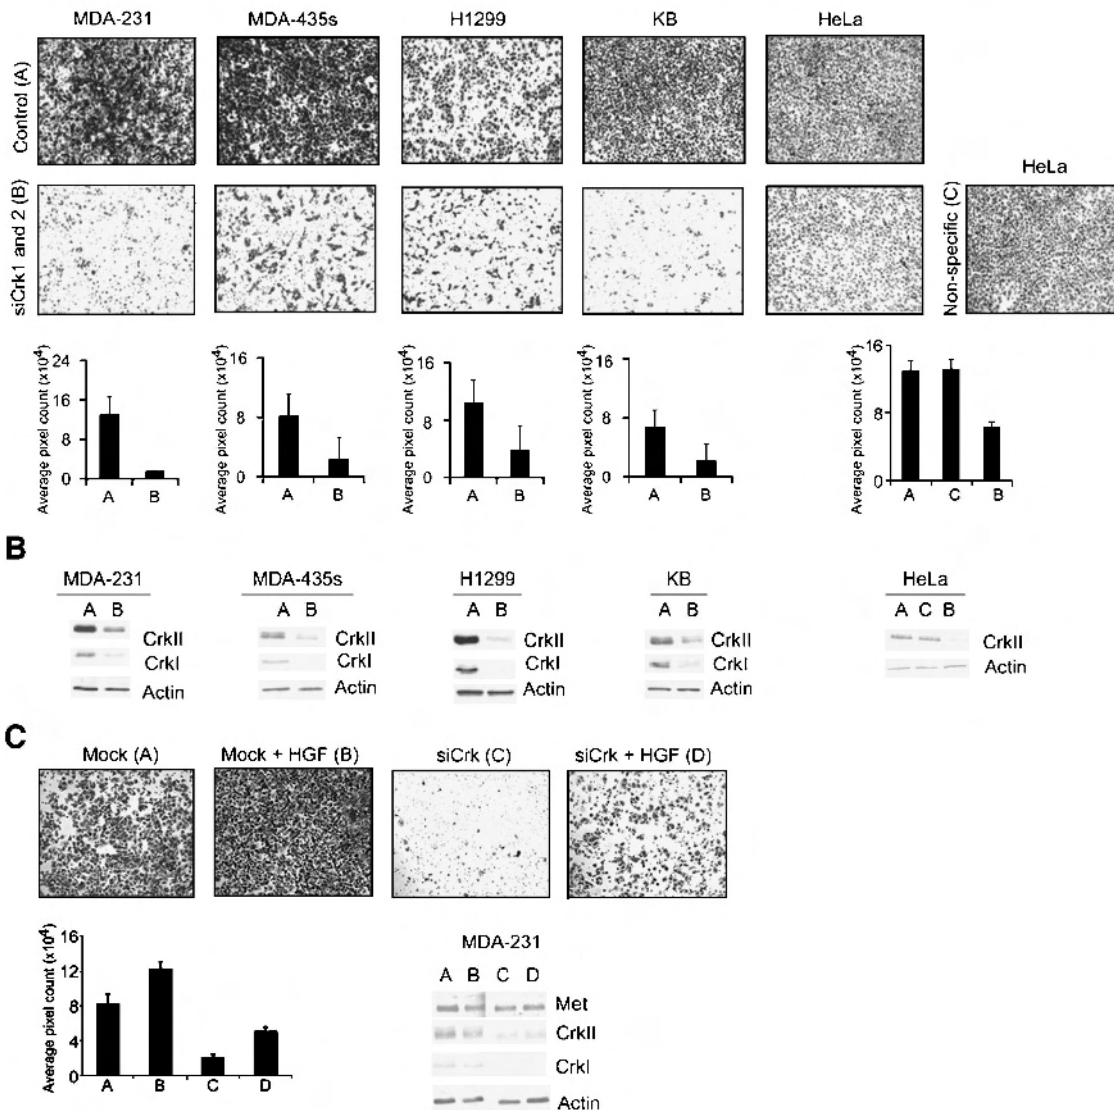 MDA-231 MDA-435s H1299 KB HeLa
Control (A)
siCrk1 and 2 (B)
Non-specific (C)
HeLa
Average pixel count (x10⁴)
24
16
8
0
A B
Average pixel count (x10⁴)
16
8
0
A B
Average pixel count (x10⁴)
16
8
0
A B
Average pixel count (x10⁴)
16
8
0
A B
Average pixel count (x10⁴)
16
12
8
4
0
A C B
B
MDA-231
A B
CrkII
CrkI
Actin
MDA-435s
A B
CrkII
CrkI
Actin
H1299
A B
CrkII
CrkI
Actin
KB
A B
CrkII
CrkI
Actin
HeLa
A C B
CrkII
Actin
C
Mock (A) Mock + HGF (B) siCrk (C) siCrk + HGF (D)
Average pixel count (x10⁴)
16
12
8
4
0
A B C D
MDA-231
A B C D
Met
CrkII
CrkI
Actin